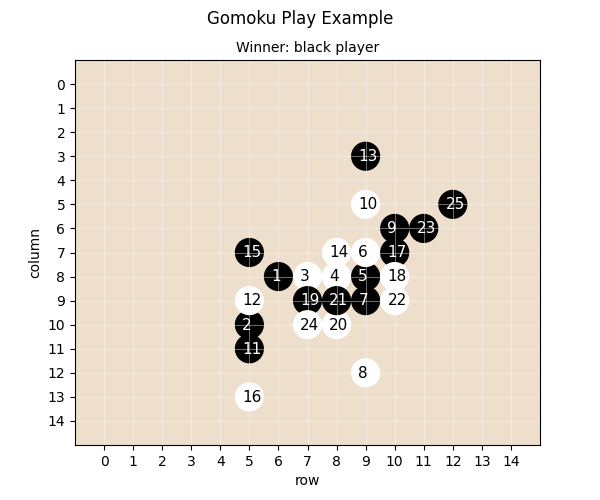 Gomoku Play Example
Winner: black player
0
1
2
3 13
4
5 10 25
6 9 23
7 15 14 6 17
8 1 3 4 5 18
9 12 19 21 7 22
10 2 24 20
11 11
12 8
13 16
14
column
0 1 2 3 4 5 6 7 8 9 10 11 12 13 14
row